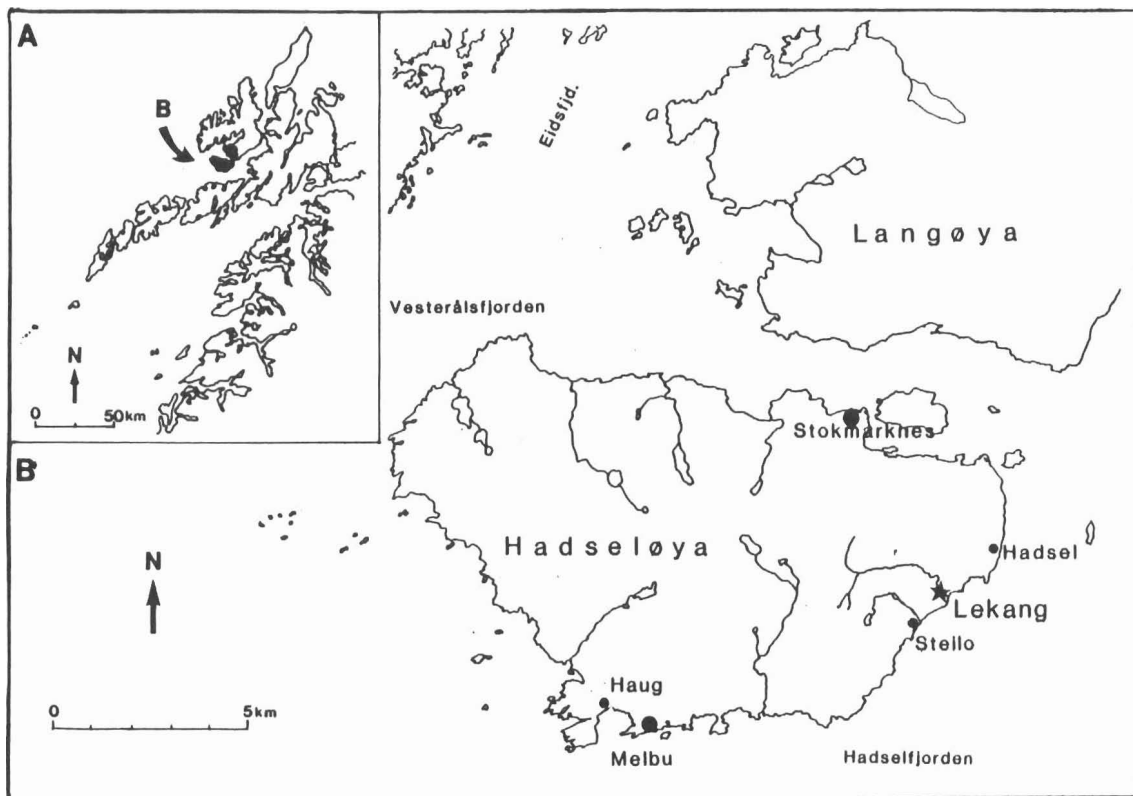 A
B
N
0 50km
Eidsfjd.
Langøya
Vesterålsfjorden
Stokmarknes
B
Hadseløya
N
Hadsel
Lekang
Stello
0 5km
Haug
Melbu
Hadselfjorden